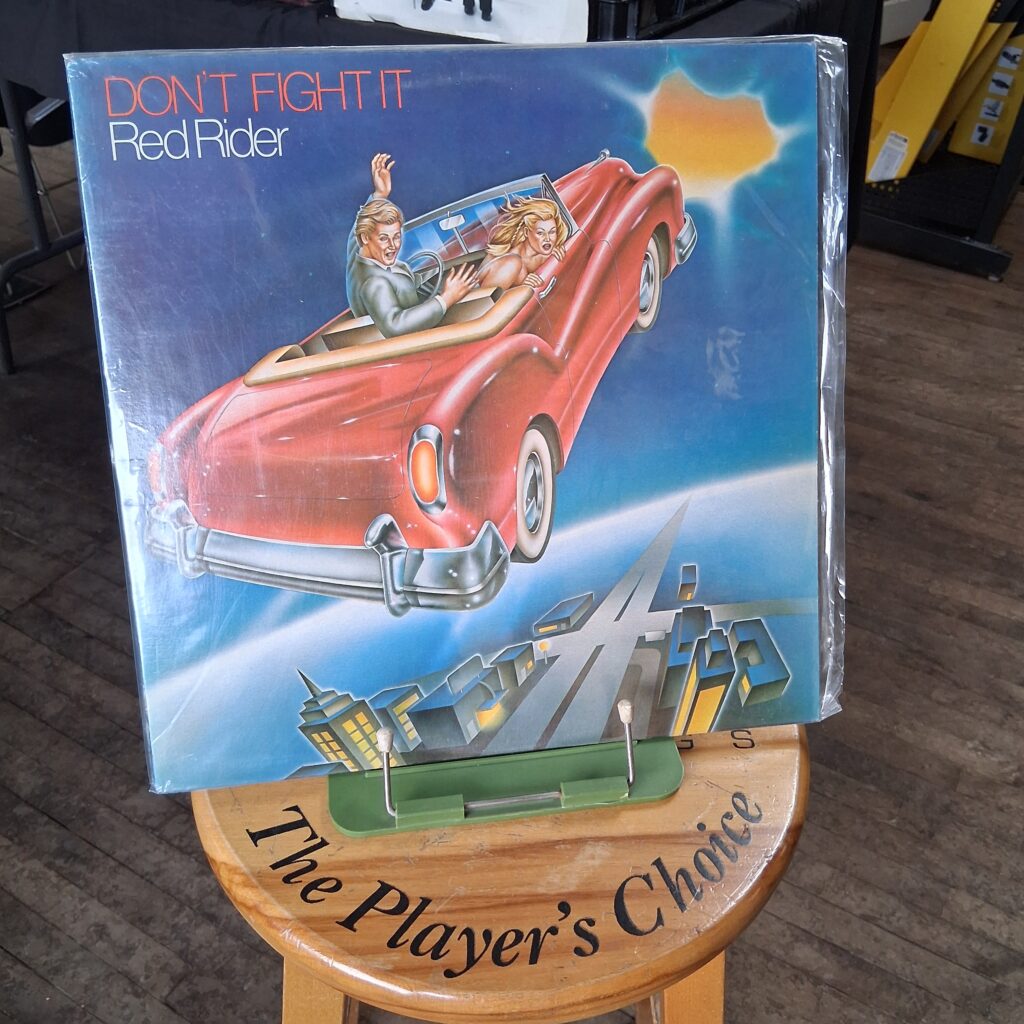 DON'T FIGHT IT
Red Rider
The Player's Choice